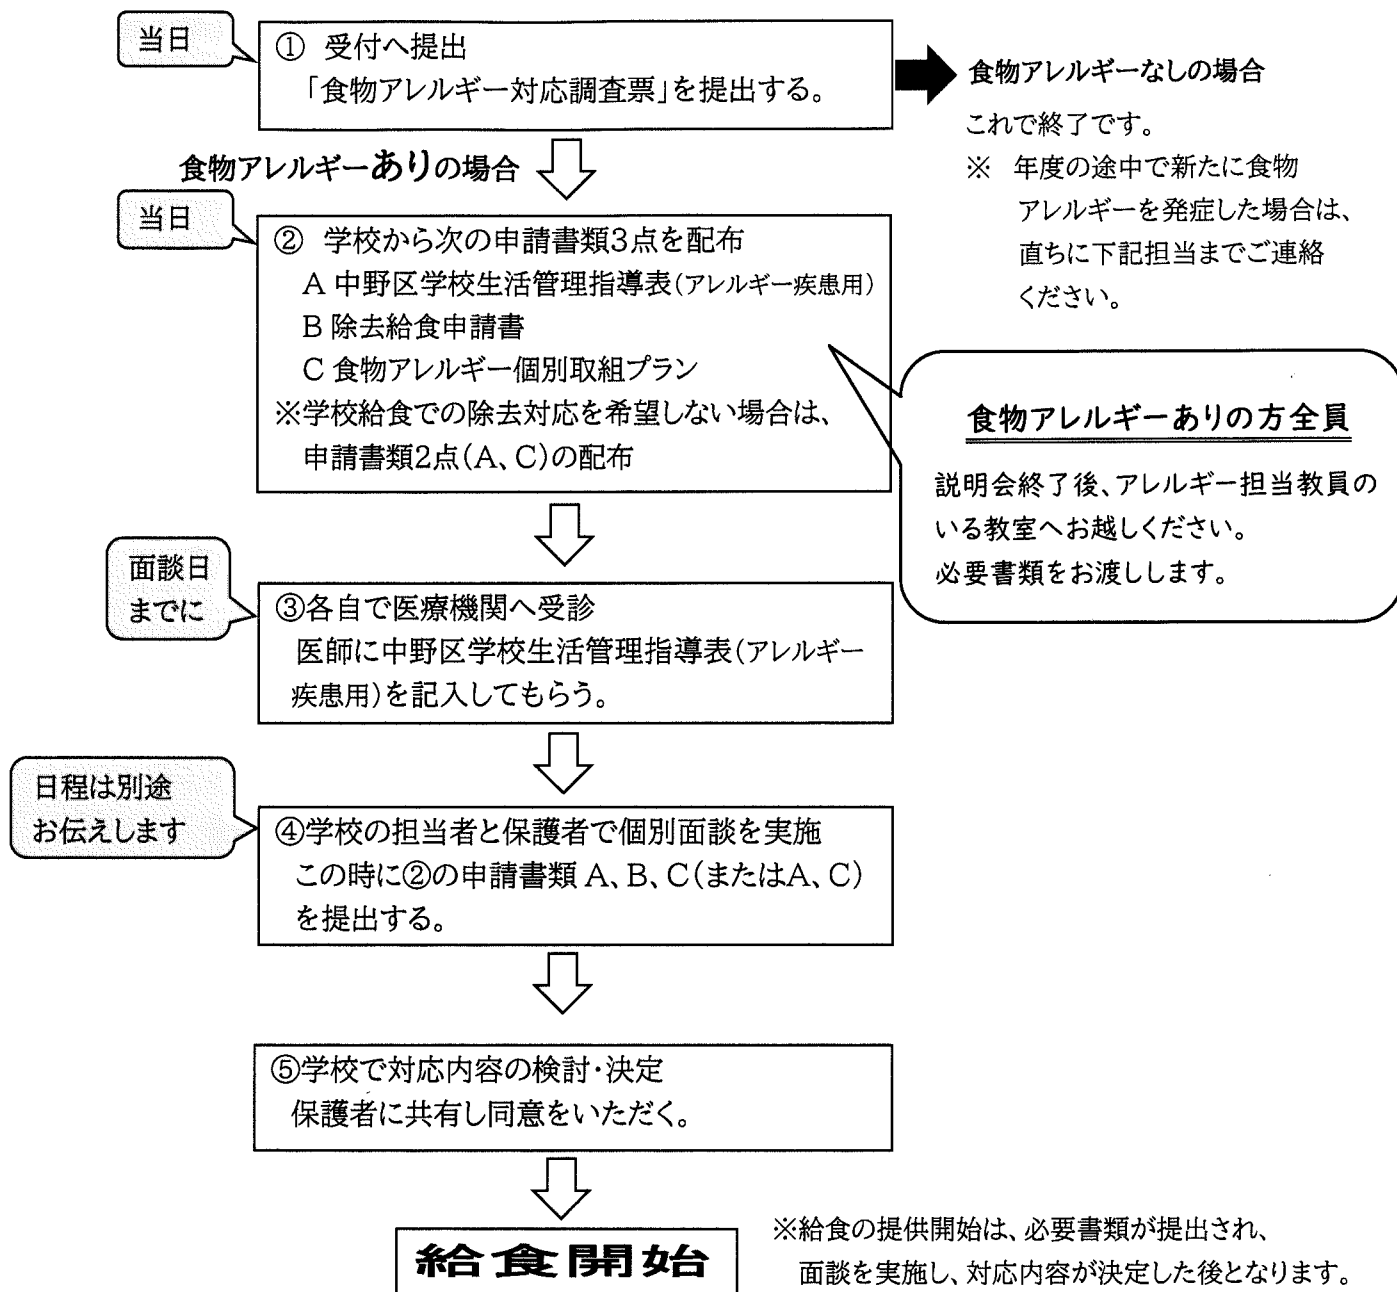 当日
① 受付へ提出
「食物アレルギー対応調査票」を提出する。
食物アレルギーなしの場合
これで終了です。
※ 年度の途中で新たに食物
アレルギーを発症した場合は、
直ちに下記担当までご連絡
ください。
食物アレルギーありの場合
当日
② 学校から次の申請書類3点を配布
A 中野区学校生活管理指導表(アレルギー疾患用)
B 除去給食申請書
C 食物アレルギー個別取組プラン
※学校給食での除去対応を希望しない場合は、
申請書類2点(A、C)の配布
食物アレルギーありの方全員
説明会終了後、アレルギー担当教員の
いる教室へお越しください。
必要書類をお渡しします。
面談日
までに
③各自で医療機関へ受診
医師に中野区学校生活管理指導表(アレルギー
疾患用)を記入してもらう。
日程は別途
お伝えします
④学校の担当者と保護者で個別面談を実施
この時に②の申請書類 A、B、C(またはA、C)
を提出する。
⑤学校で対応内容の検討・決定
保護者に共有し同意をいただく。
給食開始
※給食の提供開始は、必要書類が提出され、
面談を実施し、対応内容が決定した後となります。